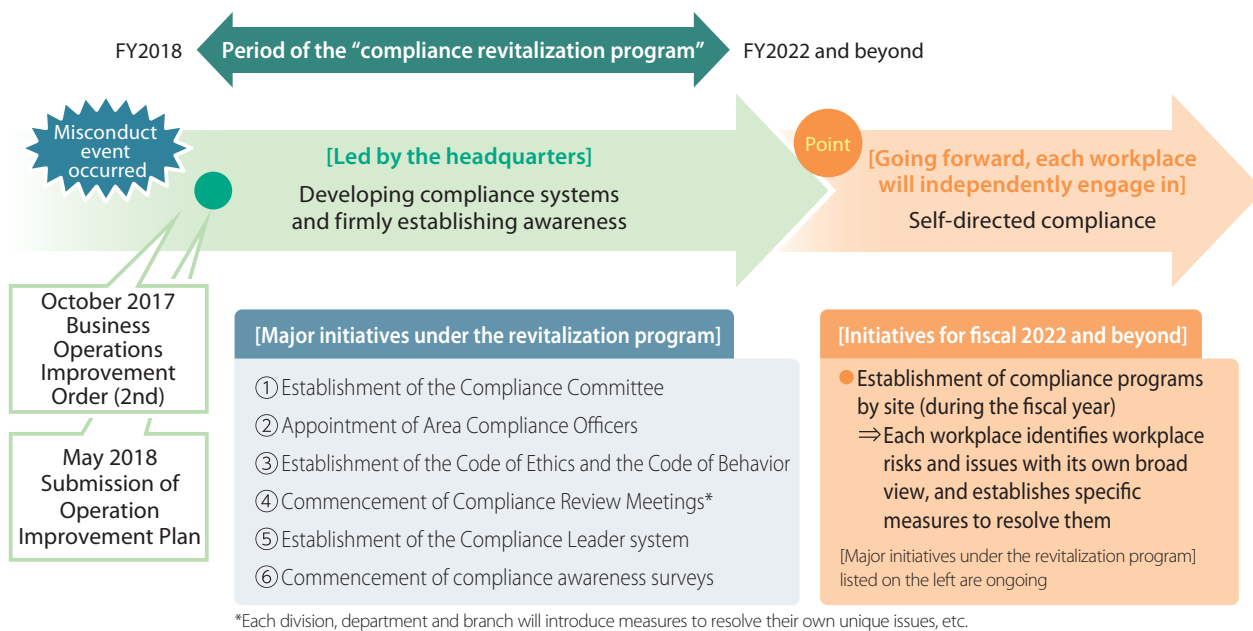 FY2018
Period of the “compliance revitalization program”
FY2022 and beyond
Misconduct
event
occurred
[Led by the headquarters]
Developing compliance systems
and firmly establishing awareness
Point
[Going forward, each workplace
will independently engage in]
Self-directed compliance
October 2017
Business
Operations
Improvement
Order (2nd)
May 2018
Submission of
Operation
Improvement Plan
[Major initiatives under the revitalization program]
①Establishment of the Compliance Committee
②Appointment of Area Compliance Officers
③Establishment of the Code of Ethics and the Code of Behavior
④Commencement of Compliance Review Meetings*
⑤Establishment of the Compliance Leader system
⑥Commencement of compliance awareness surveys
[Initiatives for fiscal 2022 and beyond]
●Establishment of compliance programs
by site (during the fiscal year)
⇒Each workplace identifies workplace
risks and issues with its own broad
view, and establishes specific
measures to resolve them
[Major initiatives under the revitalization program]
listed on the left are ongoing
*Each division, department and branch will introduce measures to resolve their own unique issues, etc.